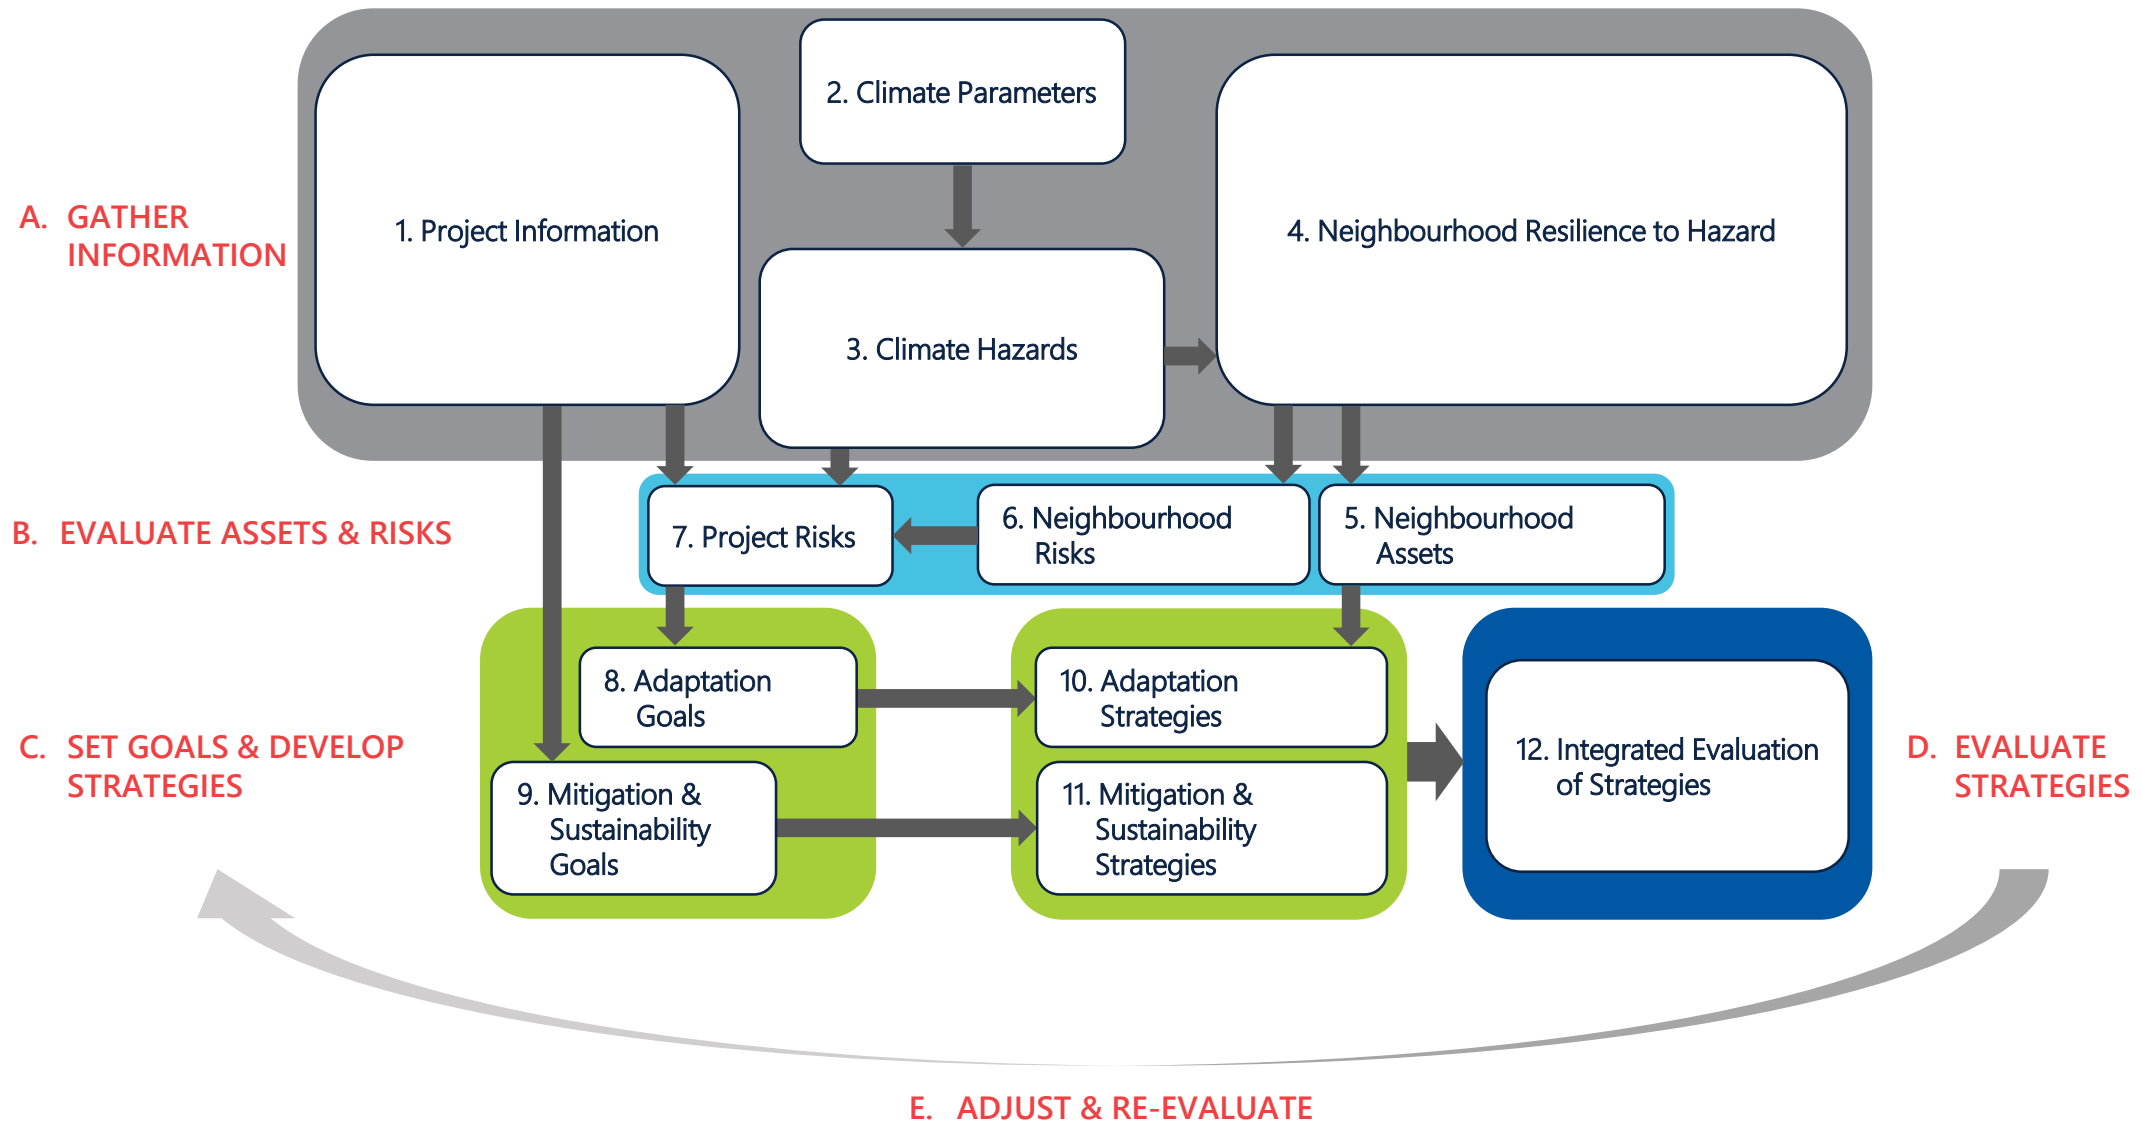 2. Climate Parameters
A. GATHER
INFORMATION
1. Project Information
4. Neighbourhood Resilience to Hazard
3. Climate Hazards
B. EVALUATE ASSETS & RISKS
7. Project Risks
6. Neighbourhood
Risks
5. Neighbourhood
Assets
8. Adaptation
Goals
10. Adaptation
Strategies
C. SET GOALS & DEVELOP
STRATEGIES
9. Mitigation &
Sustainability
Goals
11. Mitigation &
Sustainability
Strategies
12. Integrated Evaluation
of Strategies
D. EVALUATE
STRATEGIES
E. ADJUST & RE-EVALUATE